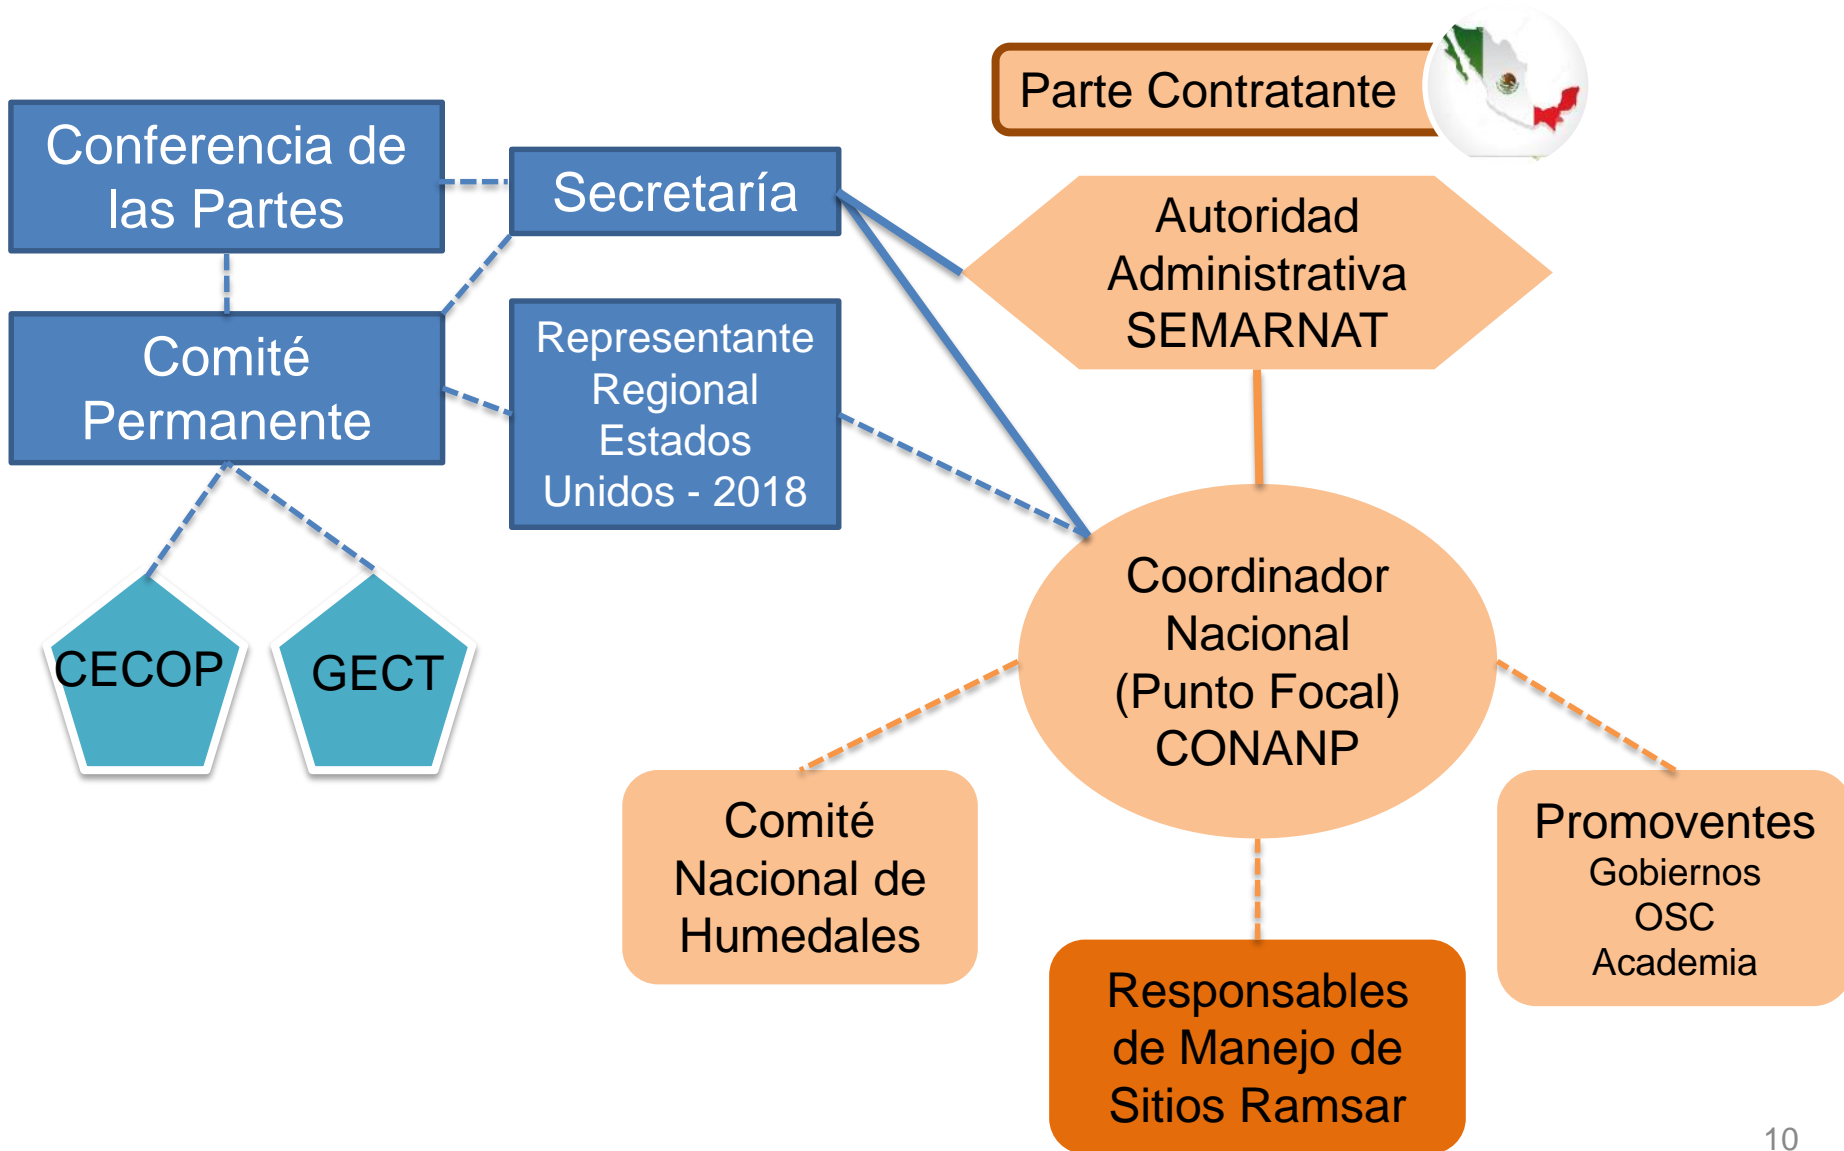 Parte Contratante
Conferencia de
las Partes
Secretaría
Autoridad
Administrativa
SEMARNAT
Comité
Permanente
Representante
Regional
Estados
Unidos - 2018
CECOP
GECT
Coordinador
Nacional
(Punto Focal)
CONANP
Comité
Nacional de
Humedales
Responsables
de Manejo de
Sitios Ramsar
Promoventes
Gobiernos
OSC
Academia
10